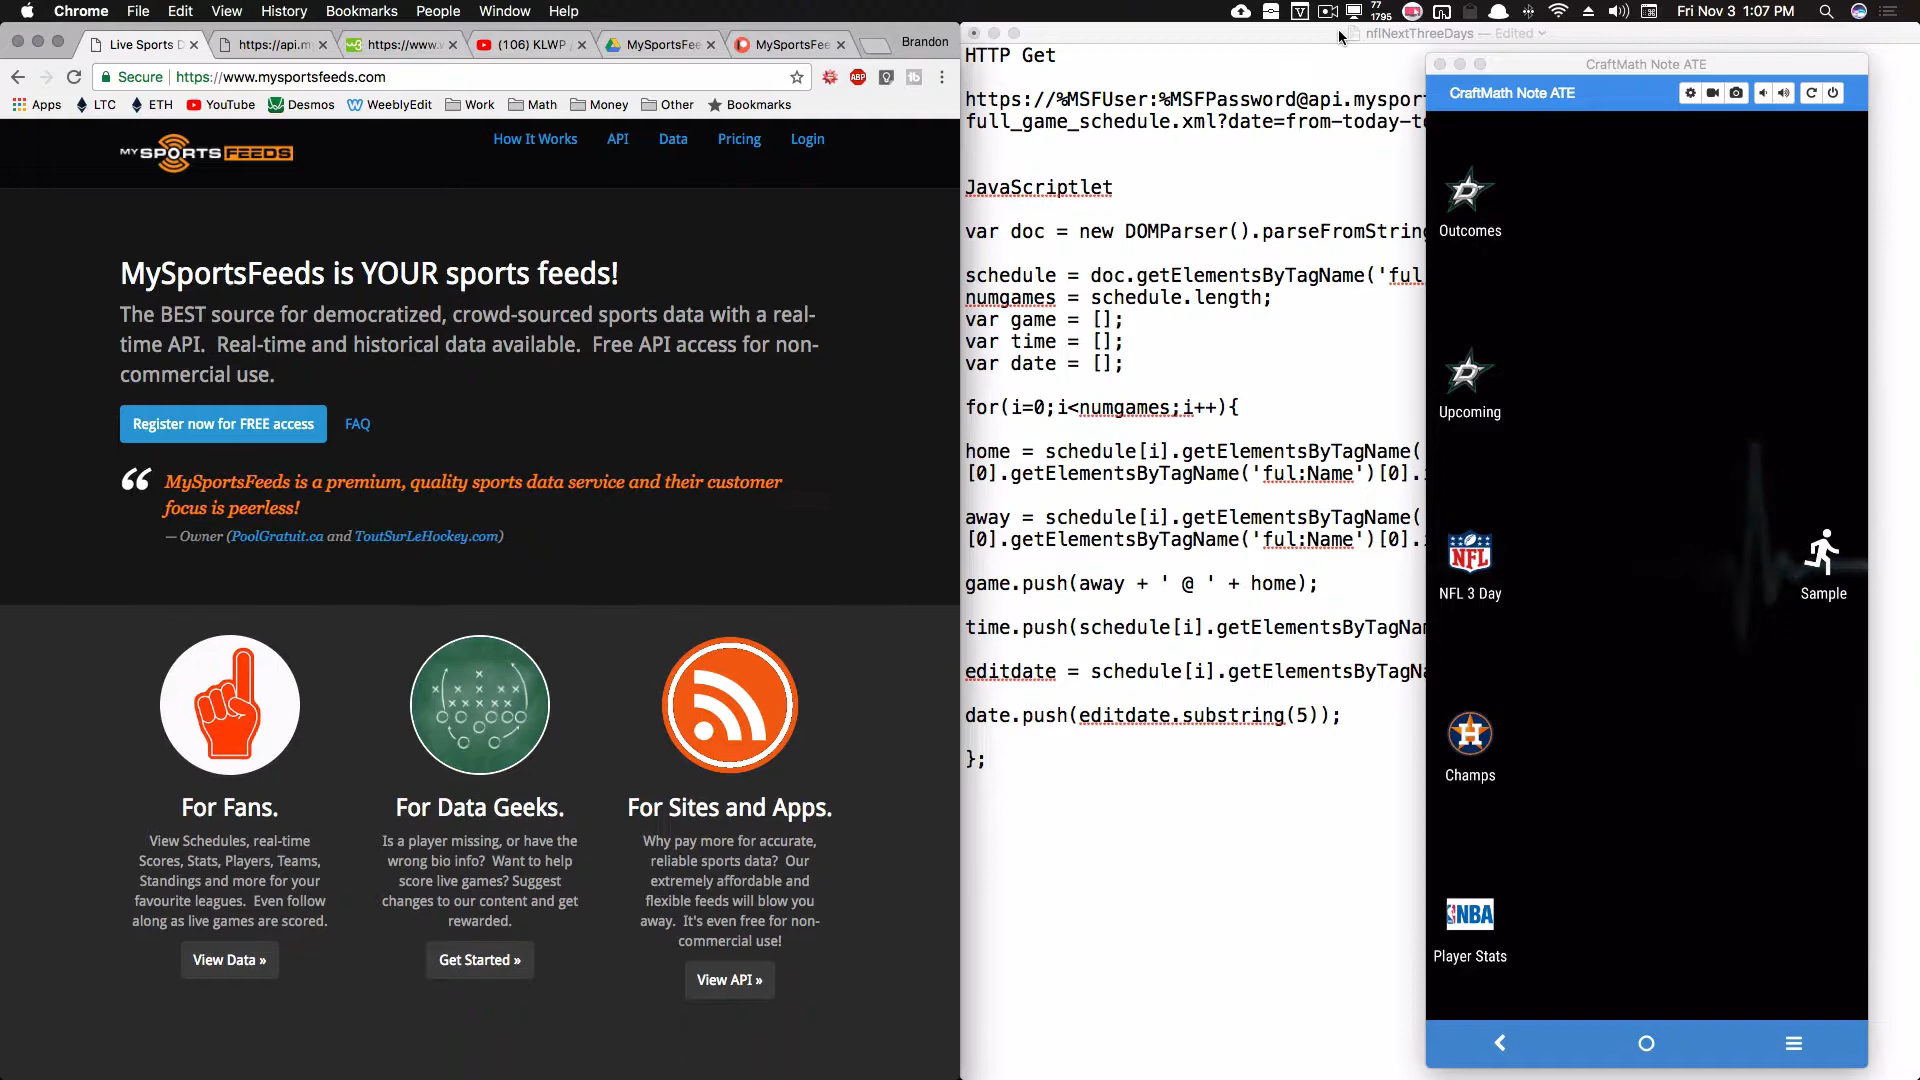 Chrome File Edit View History Bookmarks People Window Help
77
1795
Fri Nov 3 1:07 PM
Live Sports D
https://api.m
https://www.w
(106) KLWP
MySportsFee
MySportsFee
Brandon
Secure https://www.mysportsfeeds.com
ABP
Apps LTC ETH YouTube Desmos WeeblyEdit Work Math Money Other Bookmarks
MY SPORTS FEEDS
How It Works API Data Pricing Login
MySportsFeeds is YOUR sports feeds!
The BEST source for democratized, crowd-sourced sports data with a real-
time API. Real-time and historical data available. Free API access for non-
commercial use.
Register now for FREE access FAQ
“ MySportsFeeds is a premium, quality sports data service and their customer
focus is peerless!
— Owner (PoolGratuit.ca and ToutSurLeHockey.com)
For Fans.
View Schedules, real-time
Scores, Stats, Players, Teams,
Standings and more for your
favourite leagues. Even follow
along as live games are scored.
View Data »
For Data Geeks.
Is a player missing, or have the
wrong bio info? Want to help
score live games? Suggest
changes to our content and get
rewarded.
Get Started »
For Sites and Apps.
Why pay more for accurate,
reliable sports data? Our
extremely affordable and
flexible feeds will blow you
away. It's even free for non-
commercial use!
View API »
nflNextThreeDays — Edited
HTTP Get
https://%MSFUser:%MSFPassword@api.mysport
full_game_schedule.xml?date=from-today-to
JavaScriptlet
var doc = new DOMParser().parseFromString
schedule = doc.getElementsByTagName('ful
numgames = schedule.length;
var game = [];
var time = [];
var date = [];
for(i=0;i<numgames;i++){
home = schedule[i].getElementsByTagName(
[0].getElementsByTagName('ful:Name')[0].
away = schedule[i].getElementsByTagName(
[0].getElementsByTagName('ful:Name')[0].
game.push(away + ' @ ' + home);
time.push(schedule[i].getElementsByTagNam
editdate = schedule[i].getElementsByTagNa
date.push(editdate.substring(5));
};
CraftMath Note ATE
CraftMath Note ATE
D
Outcomes
D
Upcoming
NFL
NFL 3 Day
Sample
H
Champs
NBA
Player Stats